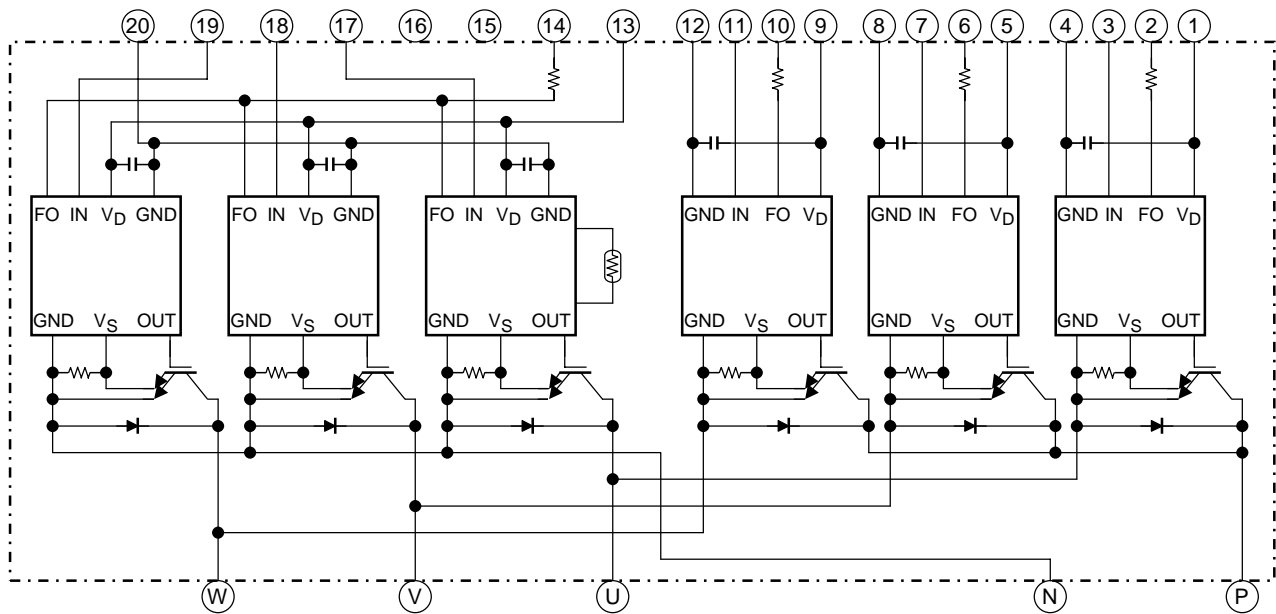 20 19 18 17 16 15 14 13 12 11 10 9 8 7 6 5 4 3 2 1
FO IN VD GND FO IN VD GND FO IN VD GND GND IN FO VD GND IN FO VD GND IN FO VD
GND VS OUT GND VS OUT GND VS OUT GND VS OUT GND VS OUT GND VS OUT
W V U N P